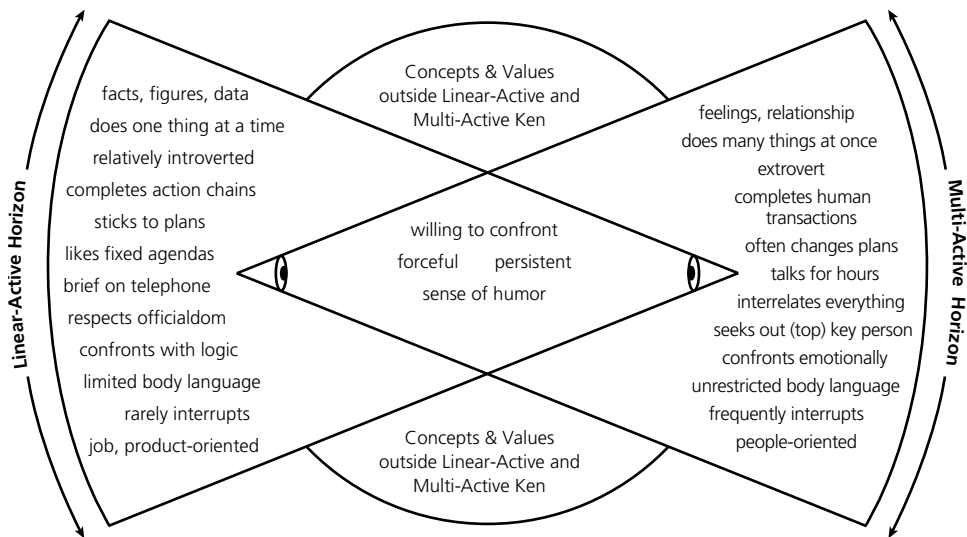 Concepts & Values
outside Linear-Active and
Multi-Active Ken
Linear-Active Horizon
facts, figures, data
does one thing at a time
relatively introverted
completes action chains
sticks to plans
likes fixed agendas
brief on telephone
respects officialdom
confronts with logic
limited body language
rarely interrupts
job, product-oriented
willing to confront
forceful persistent
sense of humor
feelings, relationship
does many things at once
extrovert
completes human
transactions
often changes plans
talks for hours
interrelates everything
seeks out (top) key person
confronts emotionally
unrestricted body language
frequently interrupts
people-oriented
Multi-Active Horizon
Concepts & Values
outside Linear-Active and
Multi-Active Ken